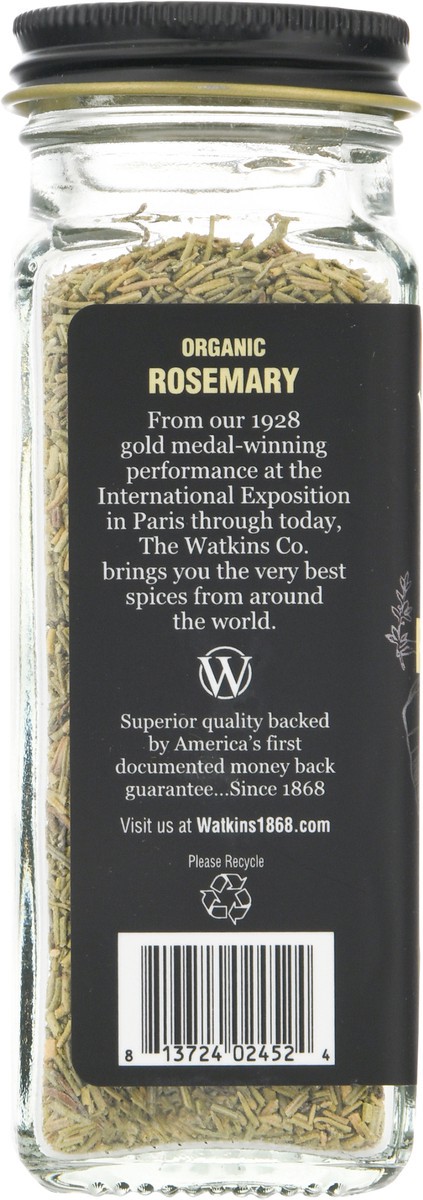 ORGANIC
ROSEMARY
From our 1928
gold medal-winning
performance at the
International Exposition
in Paris through today,
The Watkins Co.
brings you the very best
spices from around
the world.
W
Superior quality backed
by America's first
documented money back
guarantee...Since 1868
Visit us at Watkins1868.com
Please Recycle
8 13724 02452 4